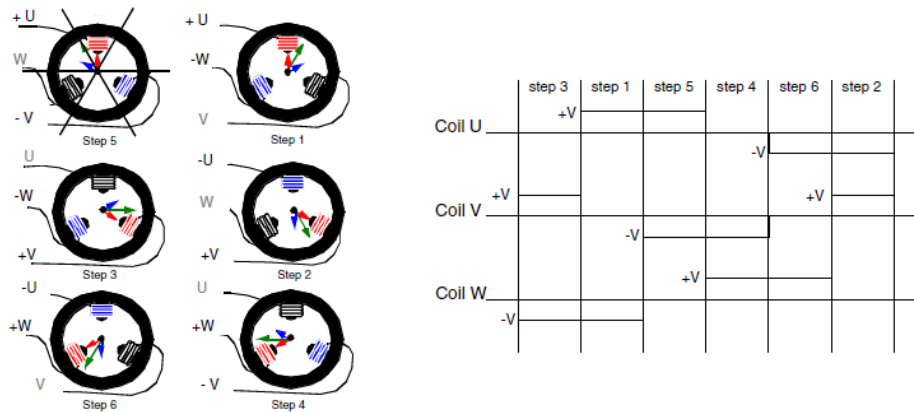 + U
W
- V
Step 5
+ U
-W
V
Step 1
U
-W
+V
Step 3
-U
W
+V
Step 2
-U
+W
V
Step 6
U
+W
- V
Step 4
step 3 step 1 step 5 step 4 step 6 step 2
+V
Coil U
-V
+V +V
Coil V
-V
+V
Coil W
-V